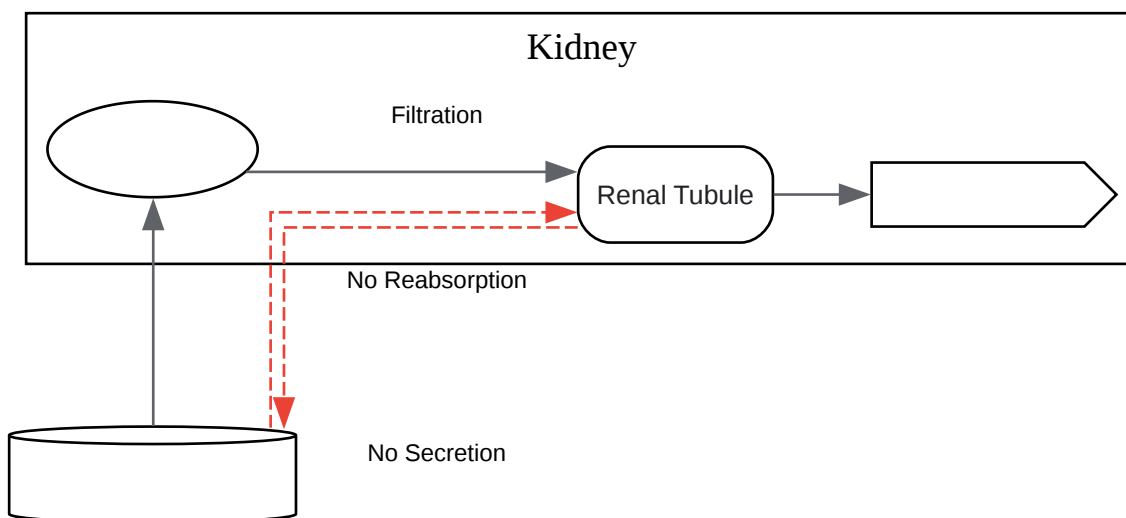 Kidney
Filtration
Renal Tubule
No Reabsorption
No Secretion